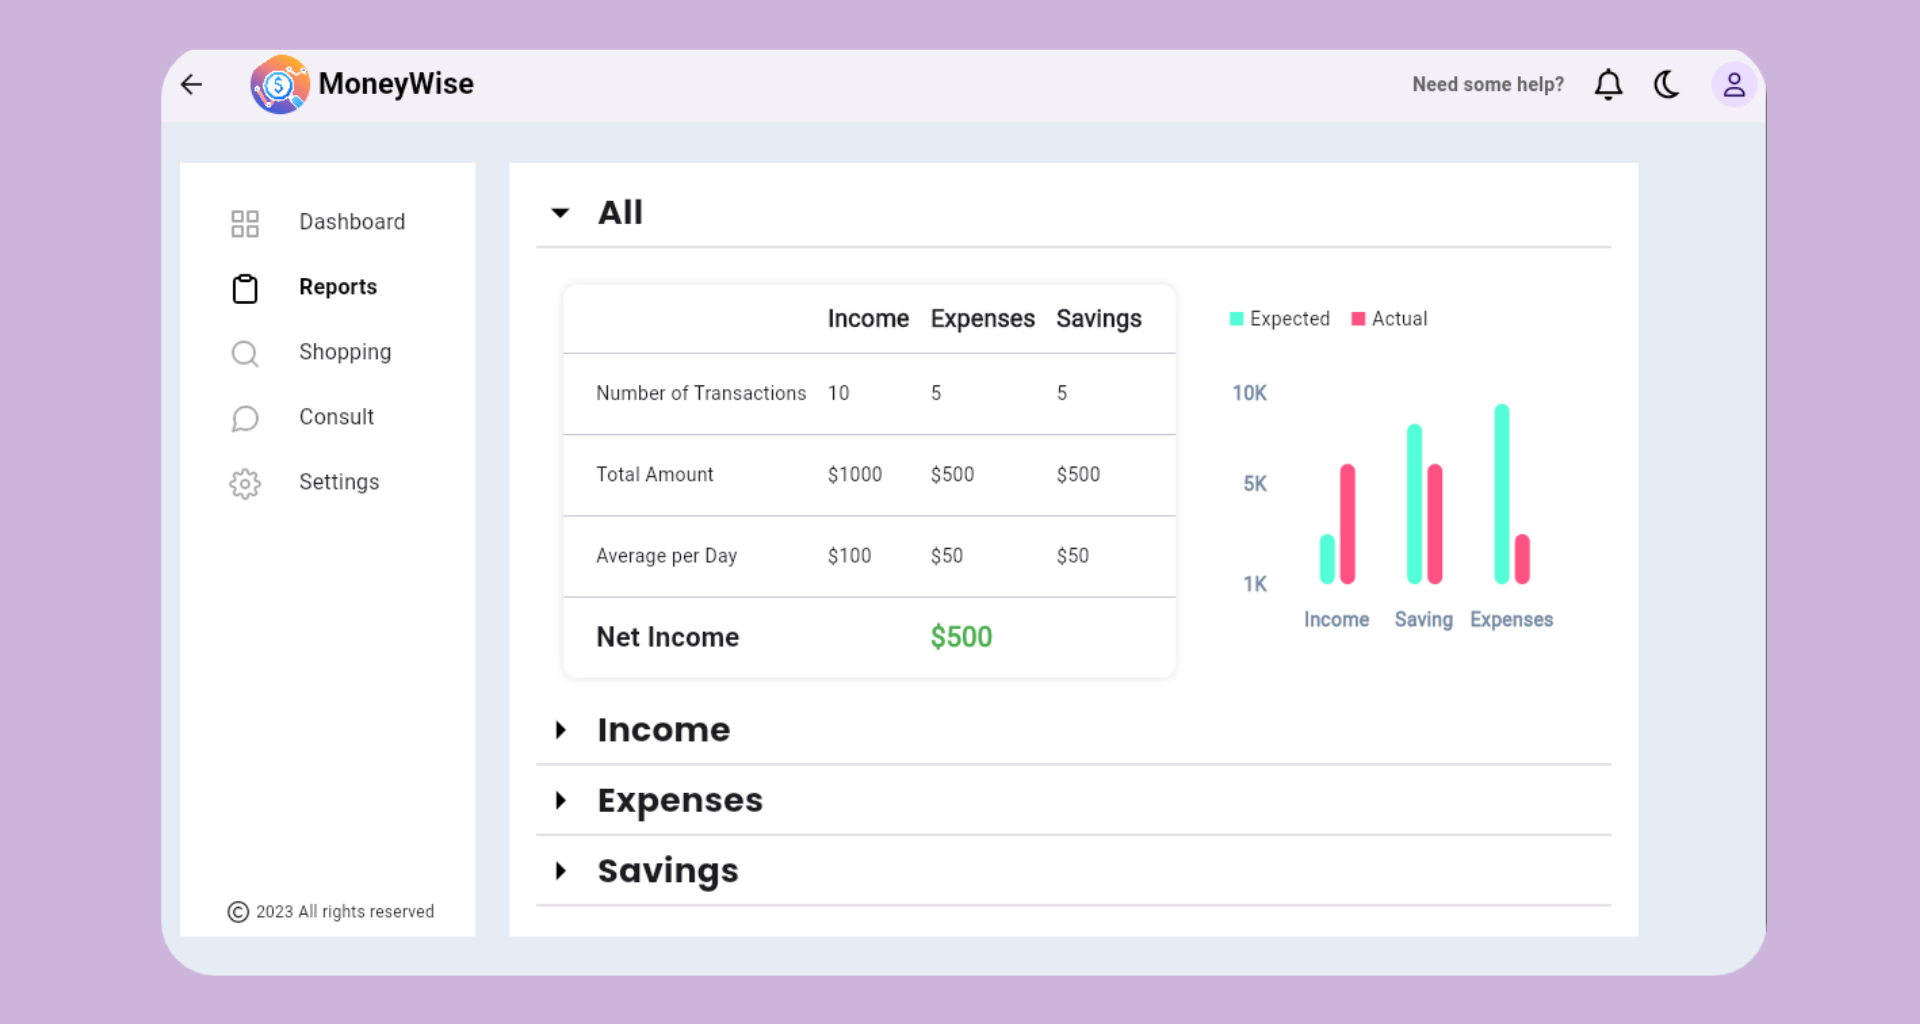 MoneyWise
Need some help?
Dashboard
Reports
Shopping
Consult
Settings
© 2023 All rights reserved
All
Income Expenses Savings
Number of Transactions 10 5 5
Total Amount $1000 $500 $500
Average per Day $100 $50 $50
Net Income $500
Expected Actual
10K
5K
1K
Income Saving Expenses
Income
Expenses
Savings